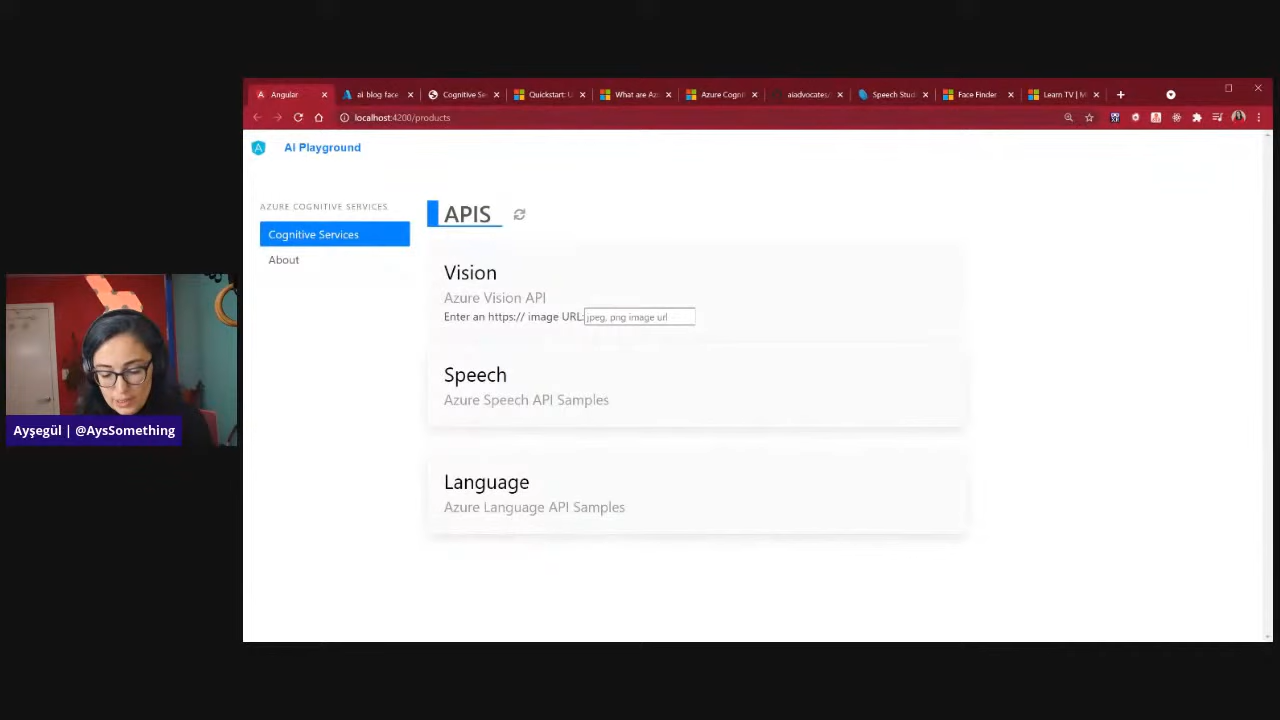 Angular
ai blog face
Cognitive Se
Quickstart: U
What are Az
Azure Cogni
aiadvocates/
Speech Stud
Face Finder
Learn TV | M
localhost:4200/products
Ai Playground
AZURE COGNITIVE SERVICES
Cognitive Services
About
APIS
Vision
Azure Vision API
Enter an https:// image URL: jpeg, png image url
Speech
Azure Speech API Samples
Language
Azure Language API Samples
Ayşegül | @AysSomething